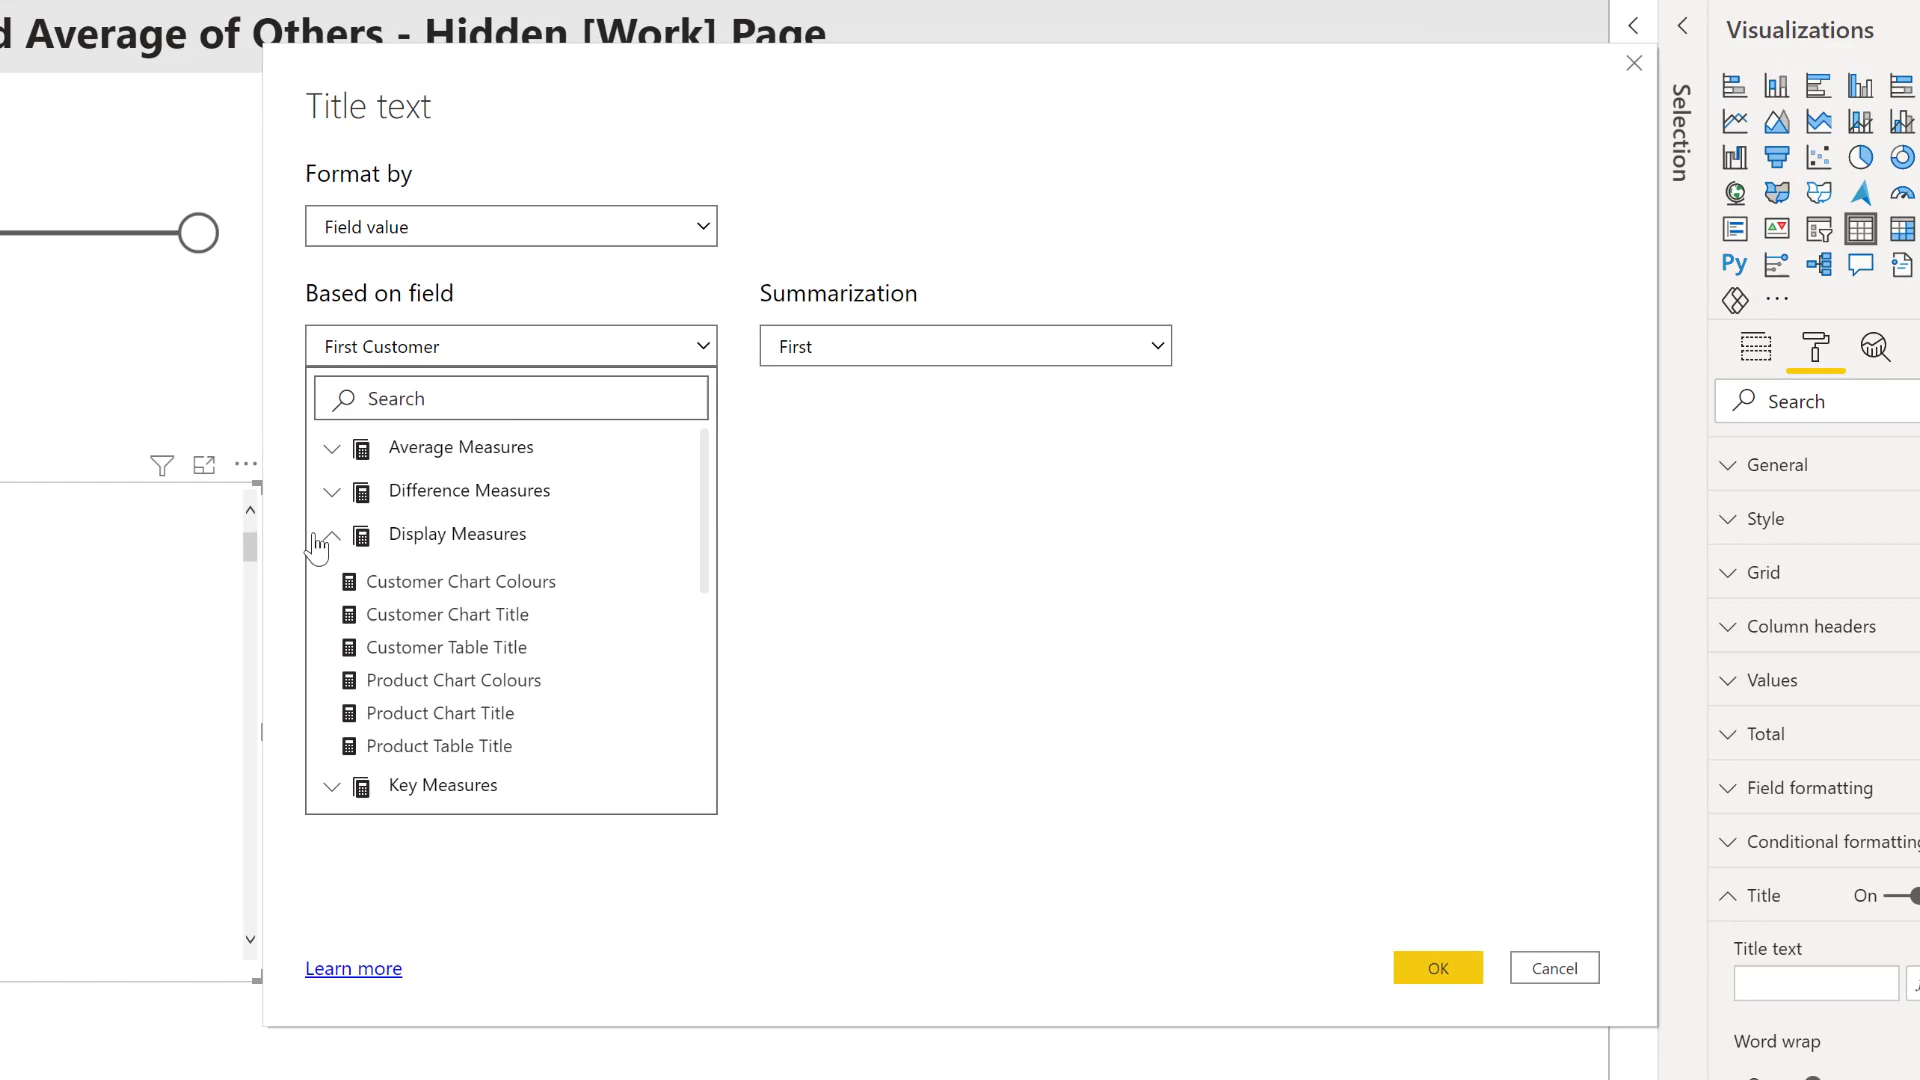 d Average of Others - Hidden [Work] Page
Visualizations
Selection
Title text
Format by
Field value
Based on field
Summarization
First Customer
First
Search
Average Measures
Difference Measures
Display Measures
Customer Chart Colours
Customer Chart Title
Customer Table Title
Product Chart Colours
Product Chart Title
Product Table Title
Key Measures
Learn more
OK
Cancel
Py
Search
General
Style
Grid
Column headers
Values
Total
Field formatting
Conditional formatting
Title On
Title text
Word wrap